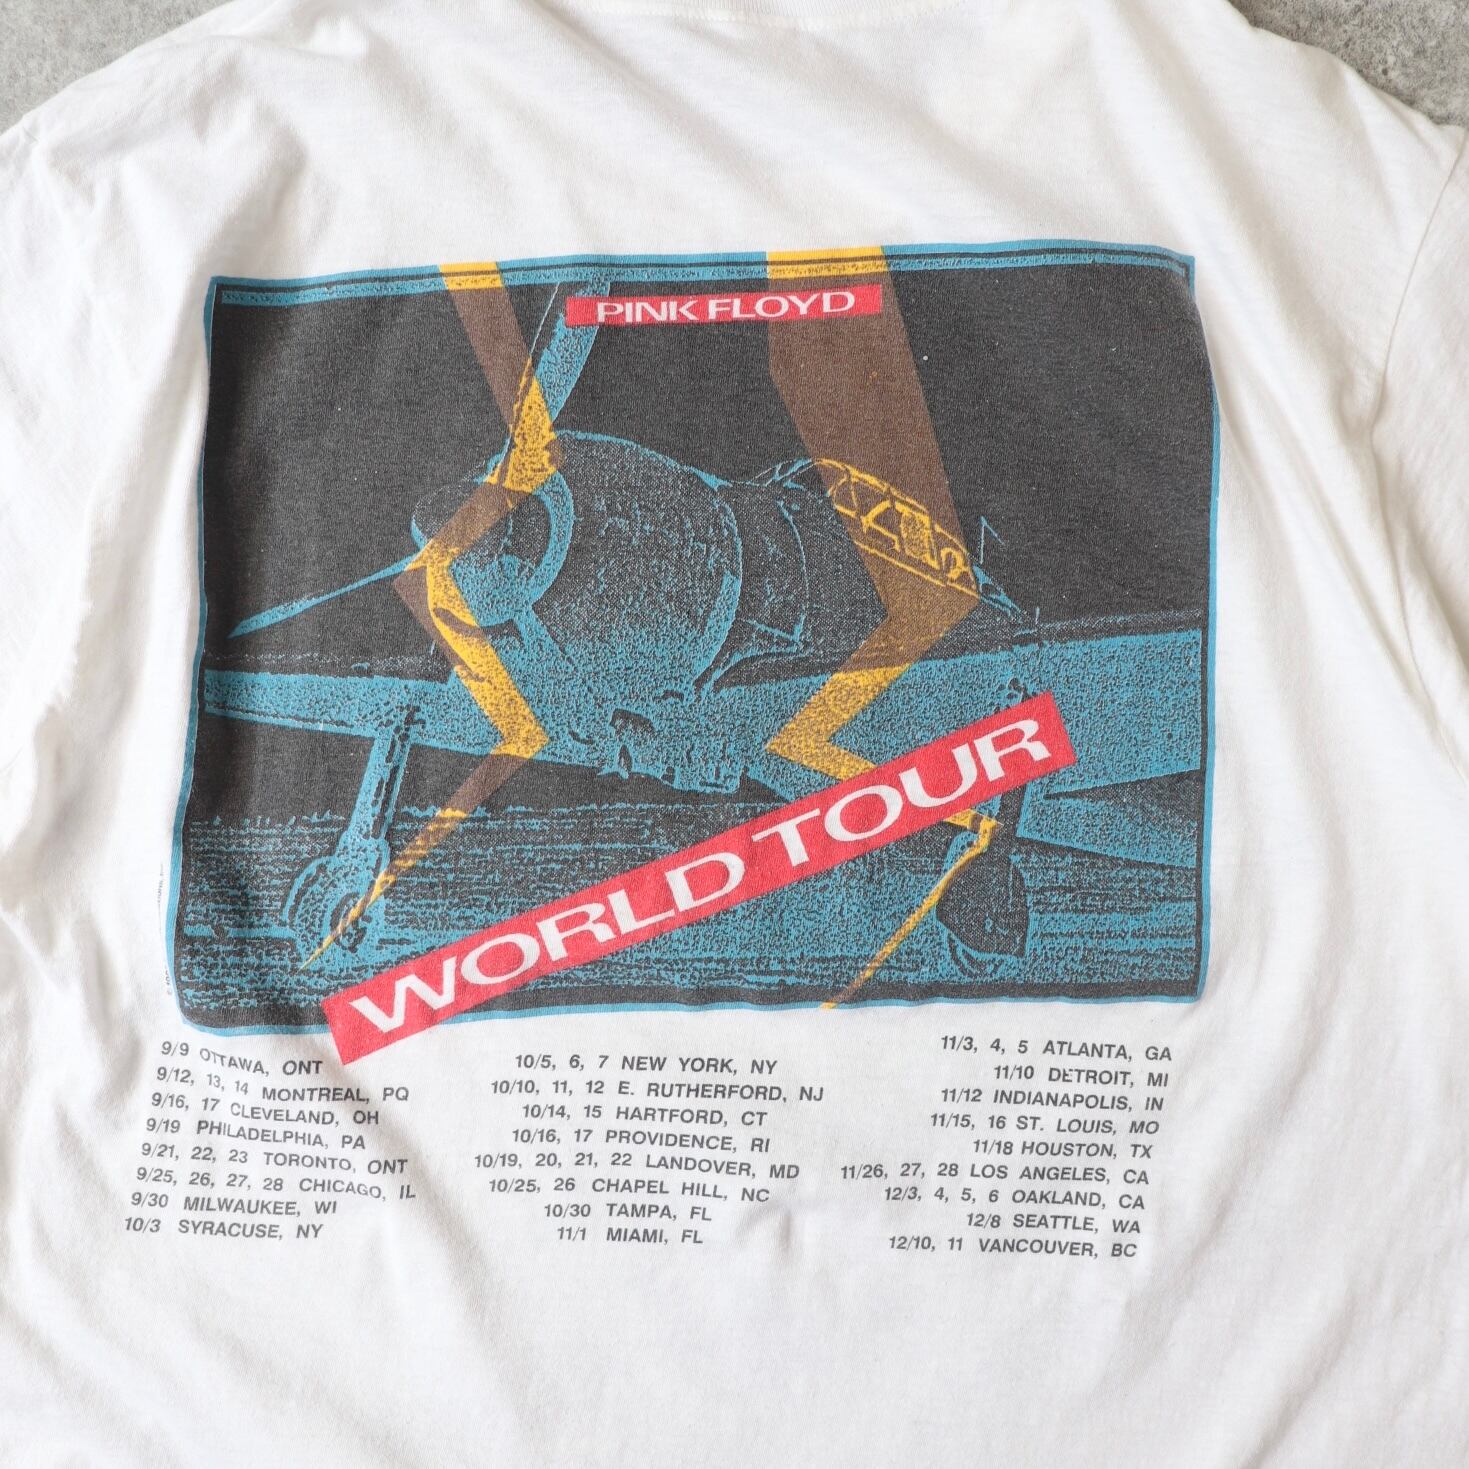 PINK FLOYD
WORLD TOUR
9/9 OTTAWA, ONT
9/12, 13, 14 MONTREAL, PQ
9/16, 17 CLEVELAND, OH
9/19 PHILADELPHIA, PA
9/21, 22, 23 TORONTO, ONT
9/25, 26, 27, 28 CHICAGO, IL
9/30 MILWAUKEE, WI
10/3 SYRACUSE, NY
10/5, 6, 7 NEW YORK, NY
10/10, 11, 12 E. RUTHERFORD, NJ
10/14, 15 HARTFORD, CT
10/16, 17 PROVIDENCE, RI
10/19, 20, 21, 22 LANDOVER, MD
10/25, 26 CHAPEL HILL, NC
10/30 TAMPA, FL
11/1 MIAMI, FL
11/3, 4, 5 ATLANTA, GA
11/10 DETROIT, MI
11/12 INDIANAPOLIS, IN
11/15, 16 ST. LOUIS, MO
11/18 HOUSTON, TX
11/26, 27, 28 LOS ANGELES, CA
12/3, 4, 5, 6 OAKLAND, CA
12/8 SEATTLE, WA
12/10, 11 VANCOUVER, BC